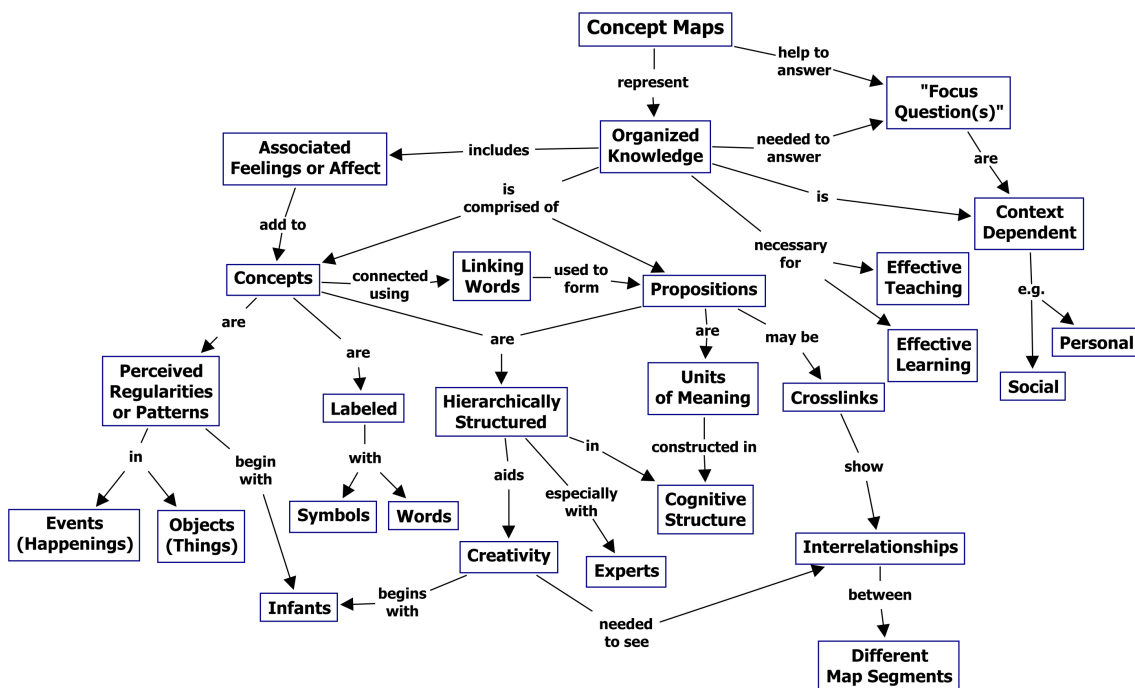 Concept Maps
help to
answer
represent
"Focus
Question(s)"
Organized
Knowledge
needed to
answer
Associated
Feelings or Affect
includes
are
is
comprised of
is
Context
Dependent
add to
necessary
for
Concepts
connected
using
Linking
Words
used to
form
Propositions
Effective
Teaching
e.g.
are
are
are
are
may be
Effective
Learning
Personal
Perceived
Regularities
or Patterns
Labeled
Hierarchically
Structured
Units
of Meaning
Crosslinks
Social
in
begin
with
with
aids
in
especially
with
constructed in
show
Events
(Happenings)
Objects
(Things)
Symbols
Words
Cognitive
Structure
Creativity
Experts
Interrelationships
Infants
begins
with
needed
to see
between
Different
Map Segments